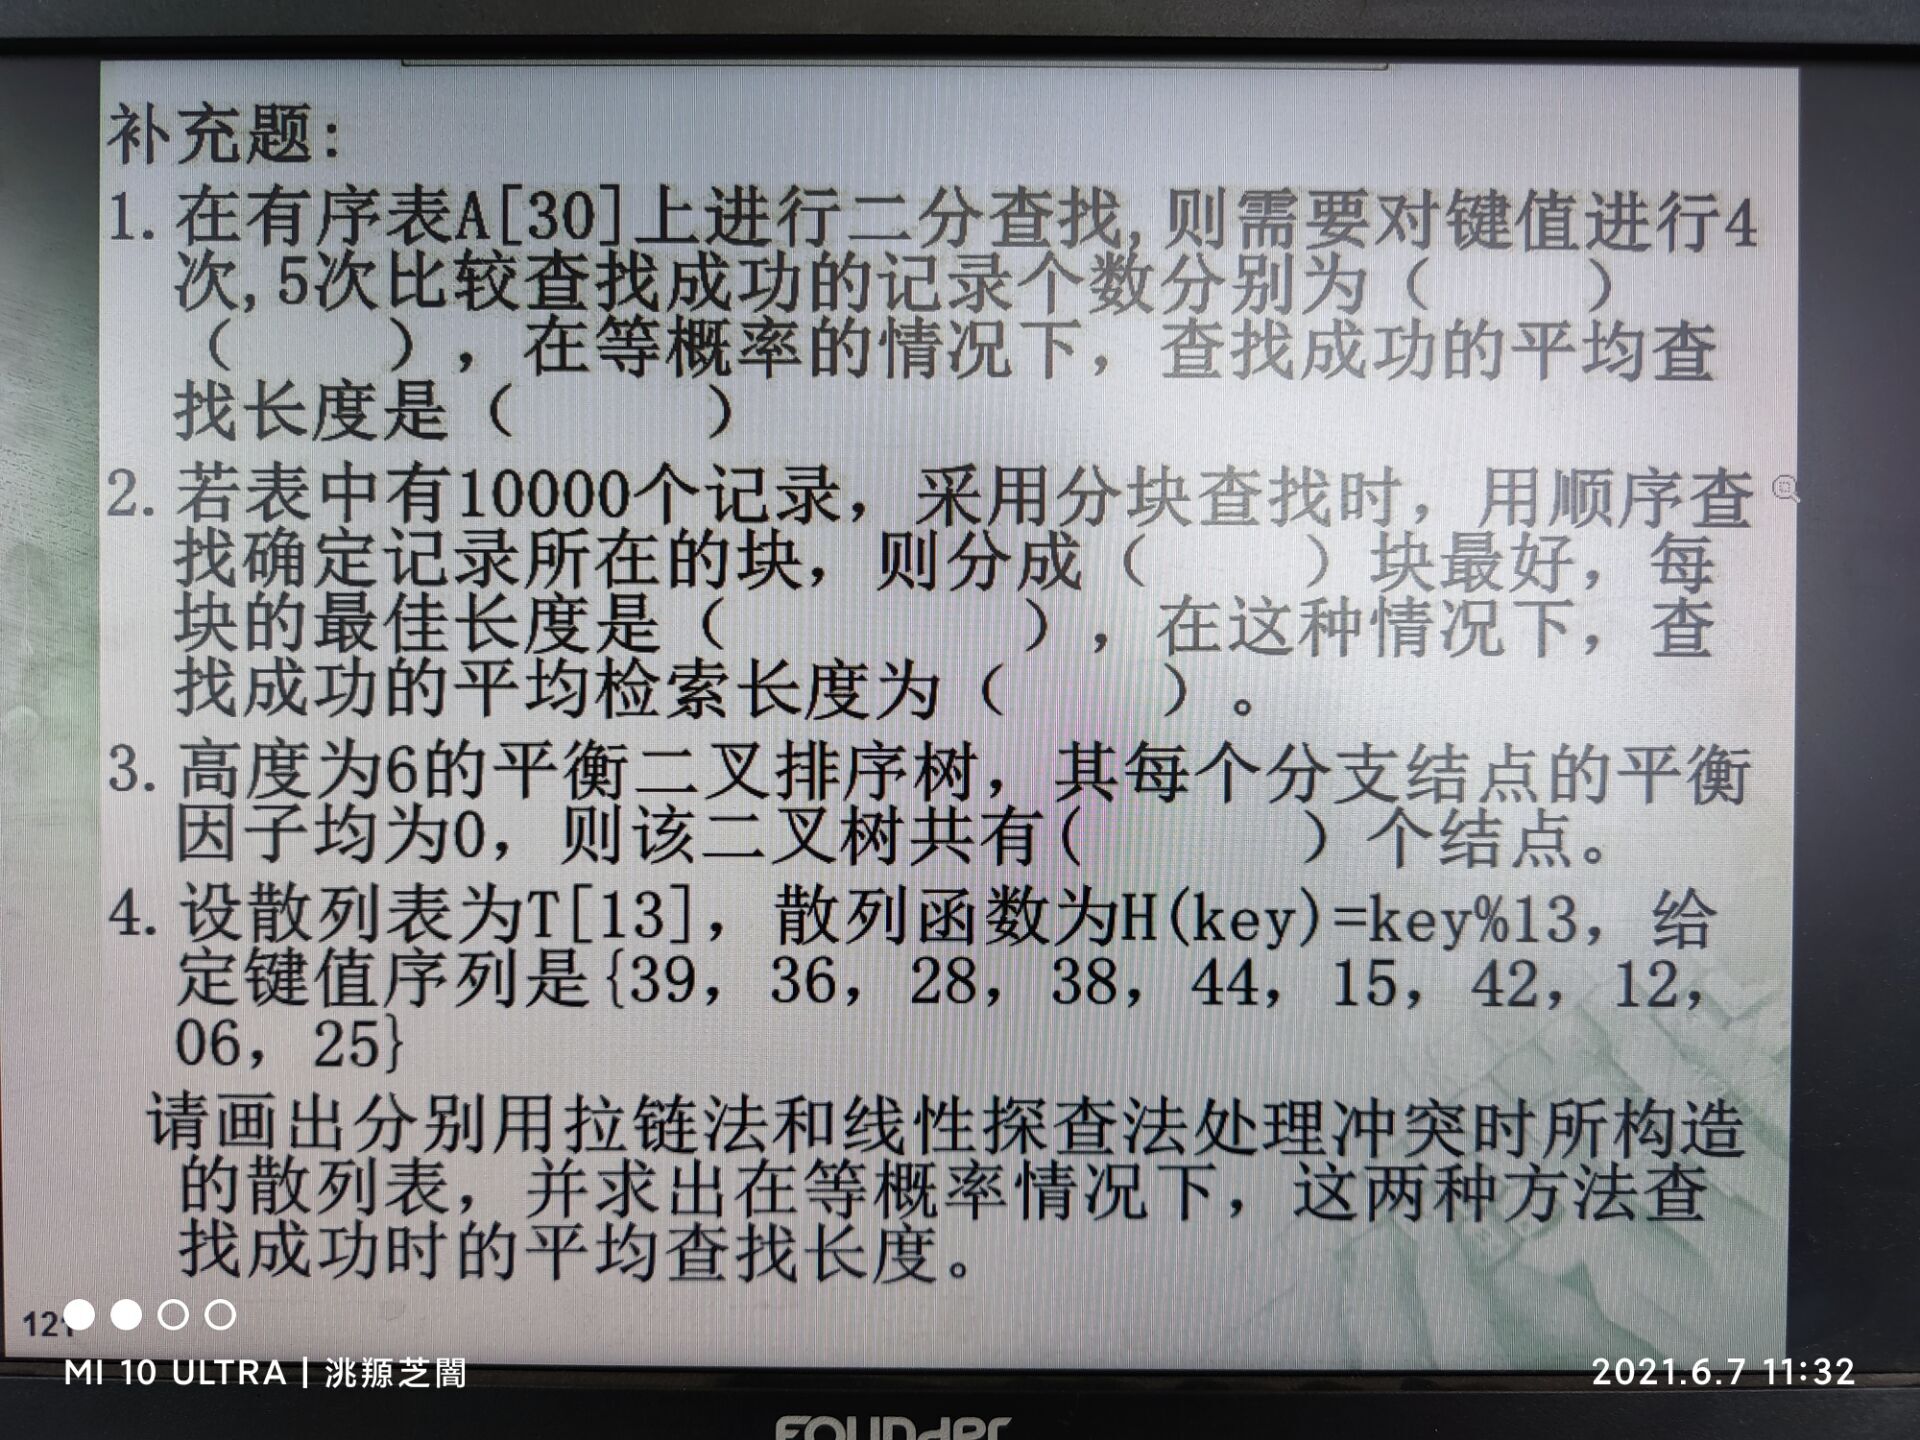 补充题:
1. 在有序表A[30]上进行二分查找,则需要对键值进行4
次,5次比较查找成功的记录个数分别为（ ）
（ ），在等概率的情况下，查找成功的平均查
找长度是（ ）
2. 若表中有10000个记录，采用分块查找时，用顺序查
找确定记录所在的块，则分成（ ）块最好，每
块的最佳长度是（ ），在这种情况下，查
找成功的平均检索长度为（ ）。
3. 高度为6的平衡二叉排序树，其每个分支结点的平衡
因子均为0，则该二叉树共有( ）个结点。
4. 设散列表为T[13]，散列函数为H(key)=key%13，给
定键值序列是{39，36，28，38，44，15，42，12，
06，25}
请画出分别用拉链法和线性探查法处理冲突时所构造
的散列表，并求出在等概率情况下，这两种方法查
找成功时的平均查找长度。
121
MI 10 ULTRA | 洮羱芝闇
2021.6.7 11:32
FOUNDER